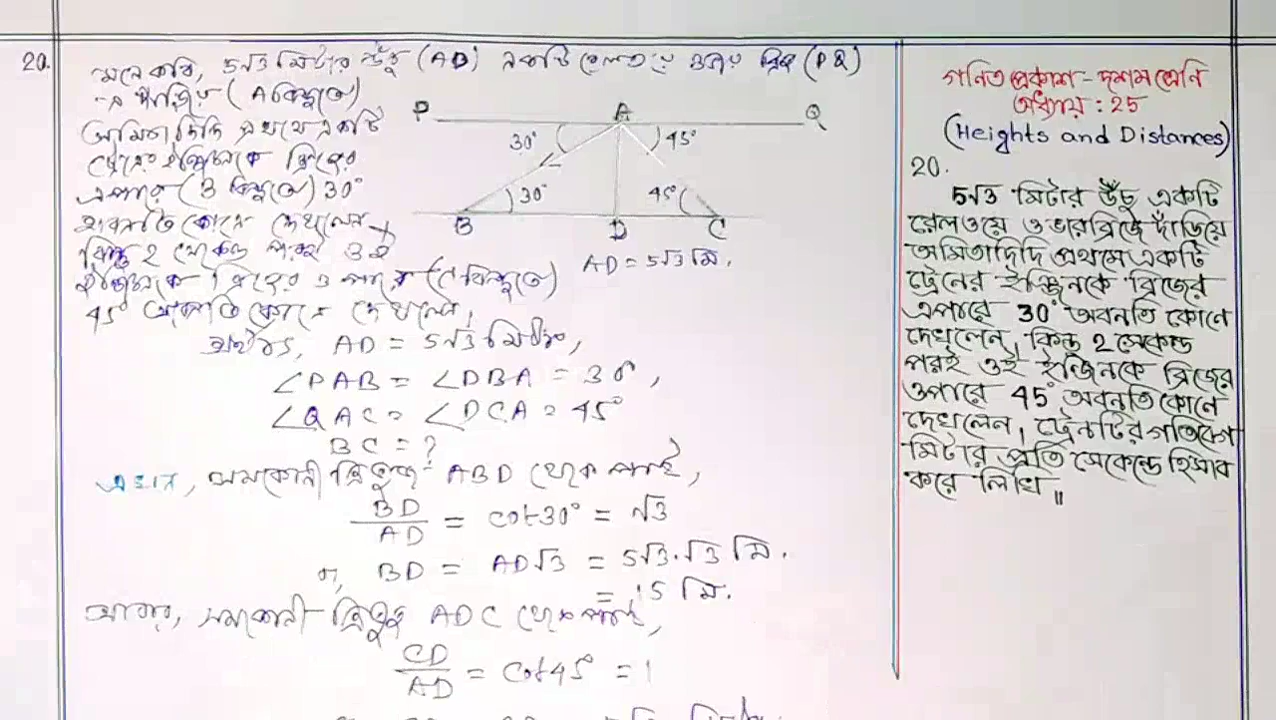 20.
মনে করি, 5√3 মিটার উঁচু (AD) একটি রেলওয়ে ওভার ব্রিজে (PQ)
দাঁড়িয়ে (A বিন্দুতে)
অমিতাদিদি প্রথমে একটি
ট্রেনের ইঞ্জিনকে ব্রিজের
এপারে (B বিন্দুতে) 30°
অবনতি কোণে দেখলেন,
কিন্তু 2 সেকেন্ড পরই ওই
ইঞ্জিনকে ব্রিজের ওপারে (C বিন্দুতে)
45° অবনতি কোণে দেখলেন।
অর্থাৎ, AD = 5√3 মিটার,
∠PAB = ∠DBA = 30°,
∠QAC = ∠DCA = 45°
BC = ?
এখন, সমকোণী ত্রিভুজ ABD থেকে পাই,
BD/AD = cot 30° = √3
বা, BD = AD√3 = 5√3.√3 মি.
= 15 মি.
আবার, সমকোণী ত্রিভুজ ADC থেকে পাই,
CD/AD = cot 45° = 1
P A Q
30° 45°
30° 45°
B D C
AD = 5√3 মি.
গণিত প্রকাশ - দশম শ্রেণি
অধ্যায় : 25
(Heights and Distances)
20.
5√3 মিটার উঁচু একটি
রেলওয়ে ওভারব্রিজে দাঁড়িয়ে
অমিতাদিদি প্রথমে একটি
ট্রেনের ইঞ্জিনকে ব্রিজের
এপারে 30° অবনতি কোনে
দেখলেন, কিন্তু 2 সেকেন্ড
পরই ওই ইঞ্জিনকে ব্রিজের
ওপারে 45° অবনতি কোনে
দেখলেন। ট্রেনটির গতিবেগ
মিটার প্রতি সেকেন্ডে হিসাব
করে লিখি॥